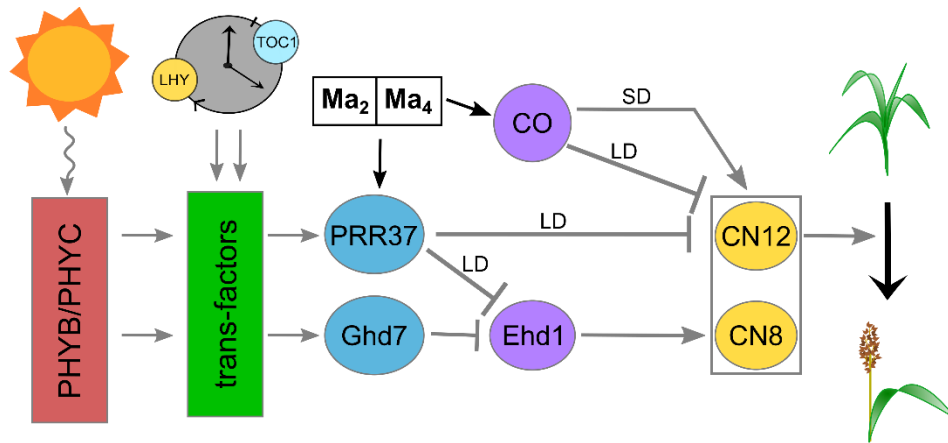 TOC1
LHY
Ma2 Ma4
CO
SD
LD
PHYB/PHYC
trans-factors
PRR37
LD
CN12
LD
Ghd7
Ehd1
CN8